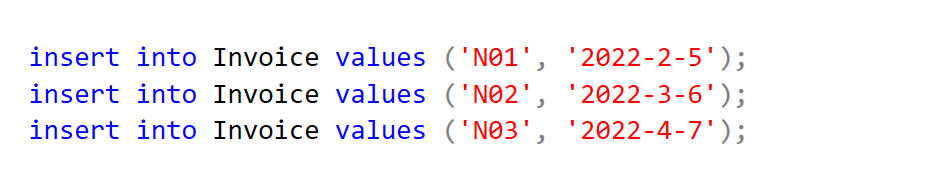 insert into Invoice values ('N01', '2022-2-5');
insert into Invoice values ('N02', '2022-3-6');
insert into Invoice values ('N03', '2022-4-7');